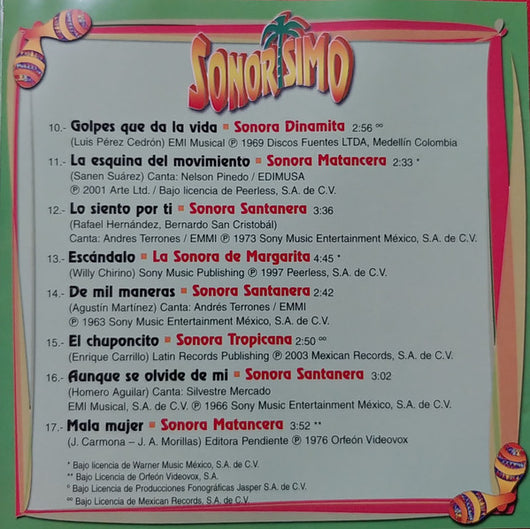 SONORISIMO
10.- Golpes que da la vida ▪ Sonora Dinamita 2:56 °°
(Luis Pérez Cedrón) EMI Musical ℗ 1969 Discos Fuentes LTDA, Medellín Colombia
11.- La esquina del movimiento ▪ Sonora Matancera 2:33 *
(Sanen Suárez) Canta: Nelson Pinedo / EDIMUSA
℗ 2001 Arte Ltd. / Bajo licencia de Peerless, S.A. de C.V.
12.- Lo siento por ti ▪ Sonora Santanera 3:36
(Rafael Hernández, Bernardo San Cristobál)
Canta: Andres Terrones / EMMI ℗ 1973 Sony Music Entertainment México, S.A. de C.V.
13.- Escándalo ▪ La Sonora de Margarita 4:45 *
(Willy Chirino) Sony Music Publishing ℗ 1997 Peerless, S.A. de C.V.
14.- De mil maneras ▪ Sonora Santanera 2:42
(Agustín Martínez) Canta: Andrés Terrones / EMMI
℗ 1963 Sony Music Entertainment México, S.A. de C.V.
15.- El chuponcito ▪ Sonora Tropicana 2:50 °°
(Enrique Carrillo) Latin Records Publishing ℗ 2003 Mexican Records, S.A. de C.V.
16.- Aunque se olvide de mi ▪ Sonora Santanera 3:02
(Homero Aguilar) Canta: Silvestre Mercado
EMI Musical, S.A. de C.V. ℗ 1966 Sony Music Entertainment México, S.A. de C.V.
17.- Mala mujer ▪ Sonora Matancera 3:52 **
(J. Carmona – J. A. Morillas) Editora Pendiente ℗ 1976 Orfeón Videovox
* Bajo licencia de Warner Music México, S.A. de C.V.
** Bajo Licencia de Orfeón Videovox, S.A.
° Bajo Licencia de Producciones Fonográficas Jasper S.A. de C.V.
°° Bajo Licencia de Mexican Records, S.A. de C.V.